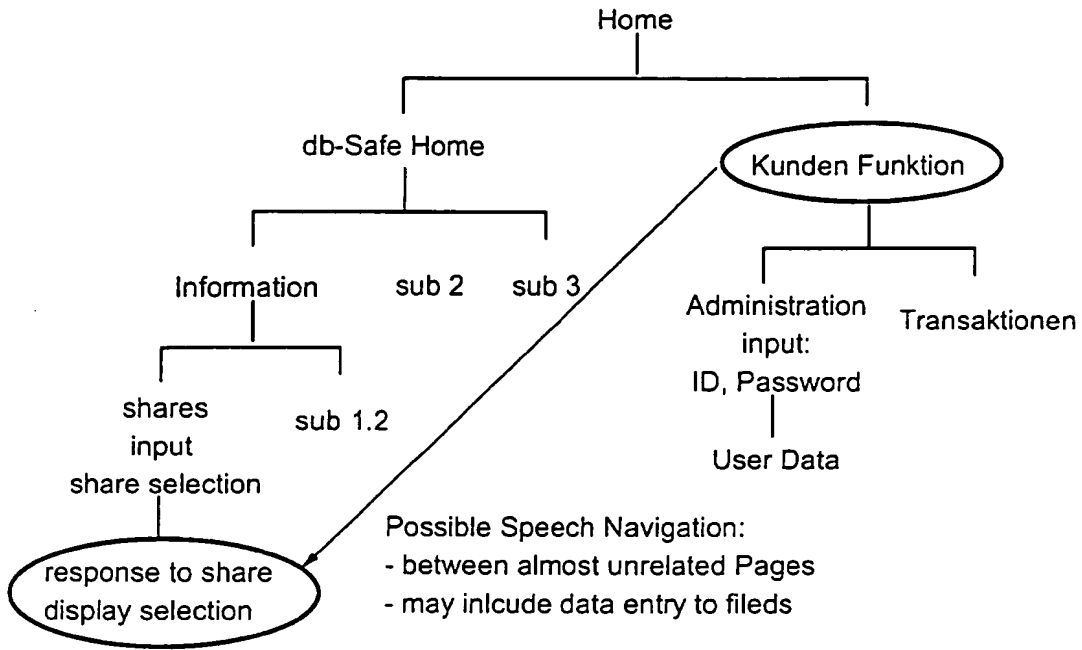 Home
db-Safe Home
Kunden Funktion
Information
sub 2
sub 3
Administration
input:
ID, Password
Transaktionen
shares
input
share selection
sub 1.2
User Data
response to share
display selection
Possible Speech Navigation:
- between almost unrelated Pages
- may inlcude data entry to fileds